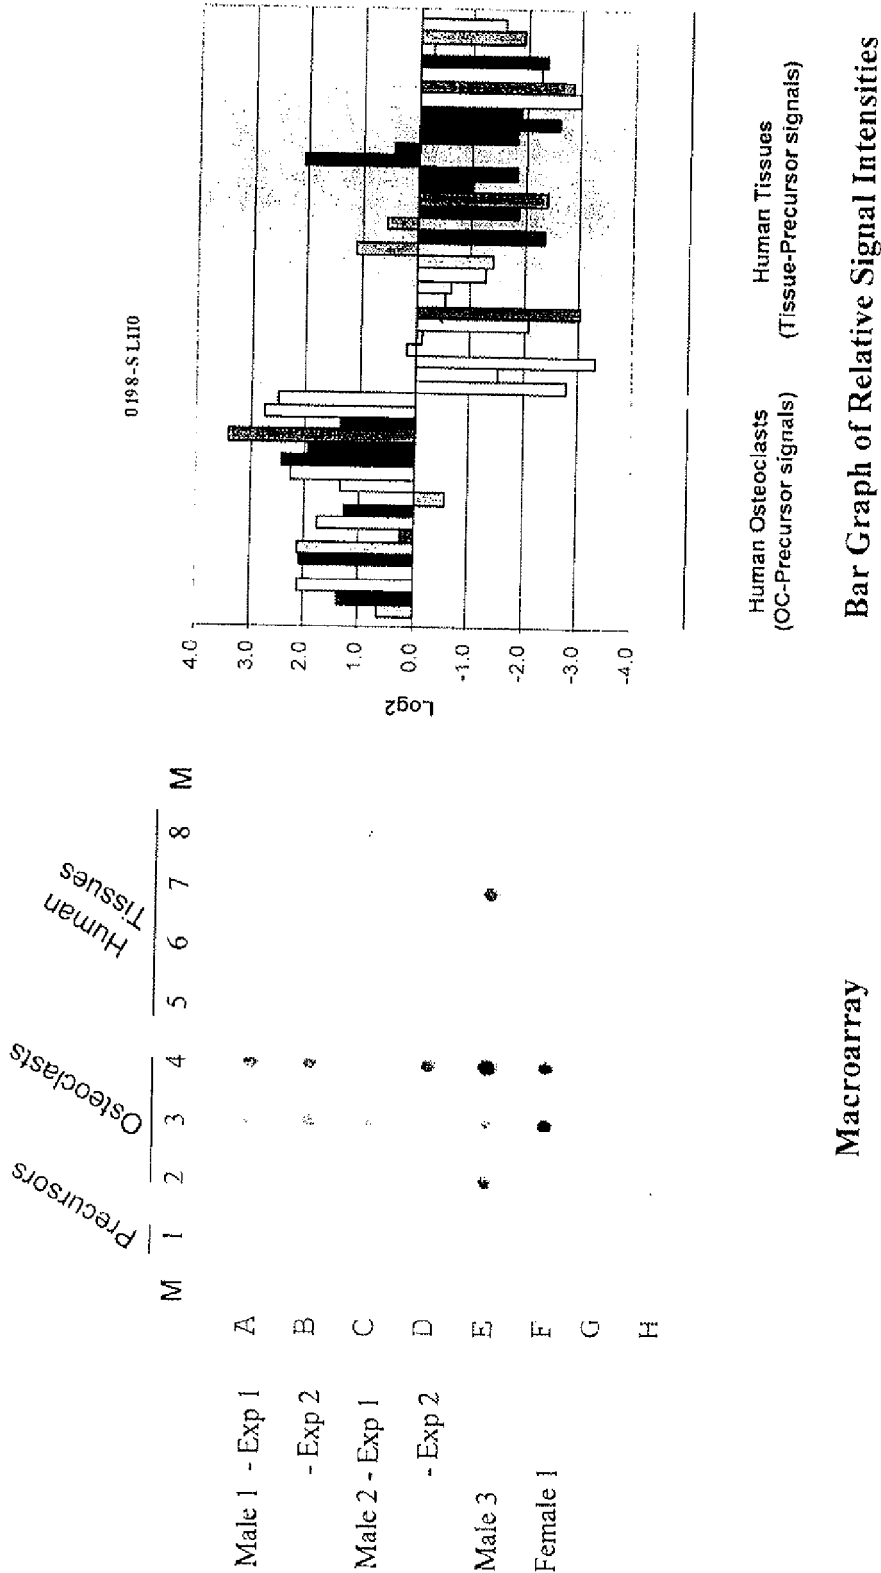 Precursors
Osteoclasts
Human
Tissues
M 1 2 3 4 5 6 7 8 M
Male 1 - Exp 1 A
- Exp 2 B
Male 2 - Exp 1 C
- Exp 2 D
Male 3 E
Female 1 F
G
H
Macroarray
0198-SL110
Log2
4.0
3.0
2.0
1.0
0.0
-1.0
-2.0
-3.0
-4.0
Human Osteoclasts
(OC-Precursor signals)
Human Tissues
(Tissue-Precursor signals)
Bar Graph of Relative Signal Intensities